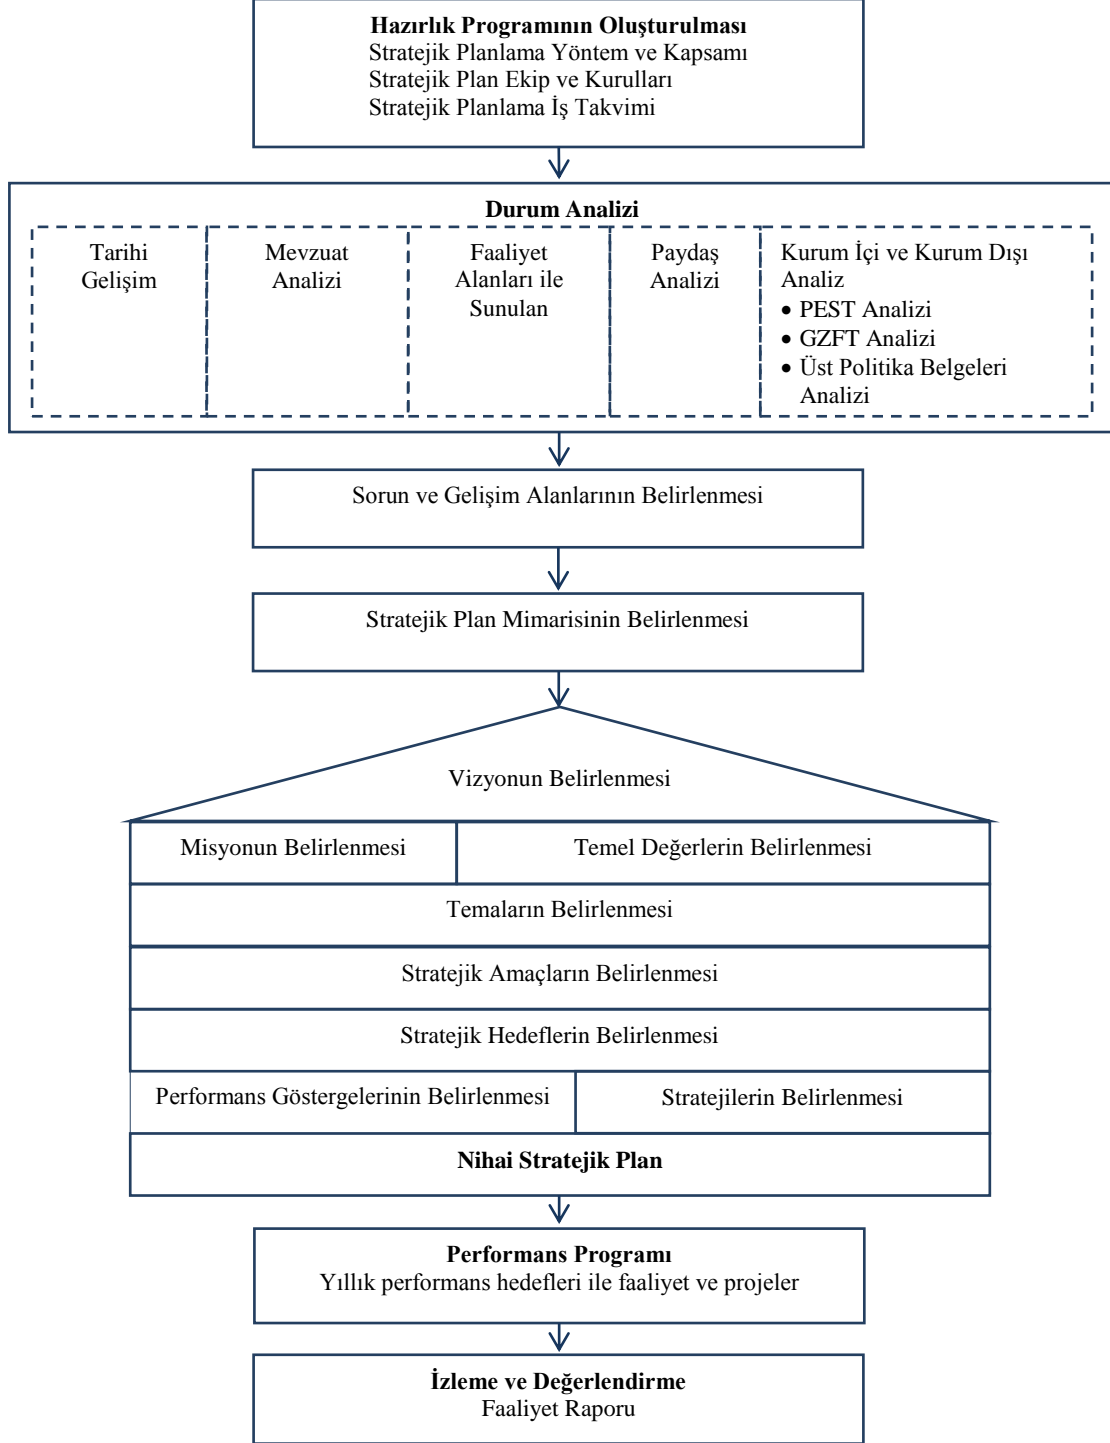 Hazırlık Programının Oluşturulması
Stratejik Planlama Yöntem ve Kapsamı
Stratejik Plan Ekip ve Kurulları
Stratejik Planlama İş Takvimi
Durum Analizi
Tarihi
Gelişim
Mevzuat
Analizi
Faaliyet
Alanları ile
Sunulan
Paydaş
Analizi
Kurum İçi ve Kurum Dışı
Analiz
• PEST Analizi
• GZFT Analizi
• Üst Politika Belgeleri
Analizi
Sorun ve Gelişim Alanlarının Belirlenmesi
Stratejik Plan Mimarisinin Belirlenmesi
Vizyonun Belirlenmesi
Misyonun Belirlenmesi
Temel Değerlerin Belirlenmesi
Temaların Belirlenmesi
Stratejik Amaçların Belirlenmesi
Stratejik Hedeflerin Belirlenmesi
Performans Göstergelerinin Belirlenmesi
Stratejilerin Belirlenmesi
Nihai Stratejik Plan
Performans Programı
Yıllık performans hedefleri ile faaliyet ve projeler
İzleme ve Değerlendirme
Faaliyet Raporu